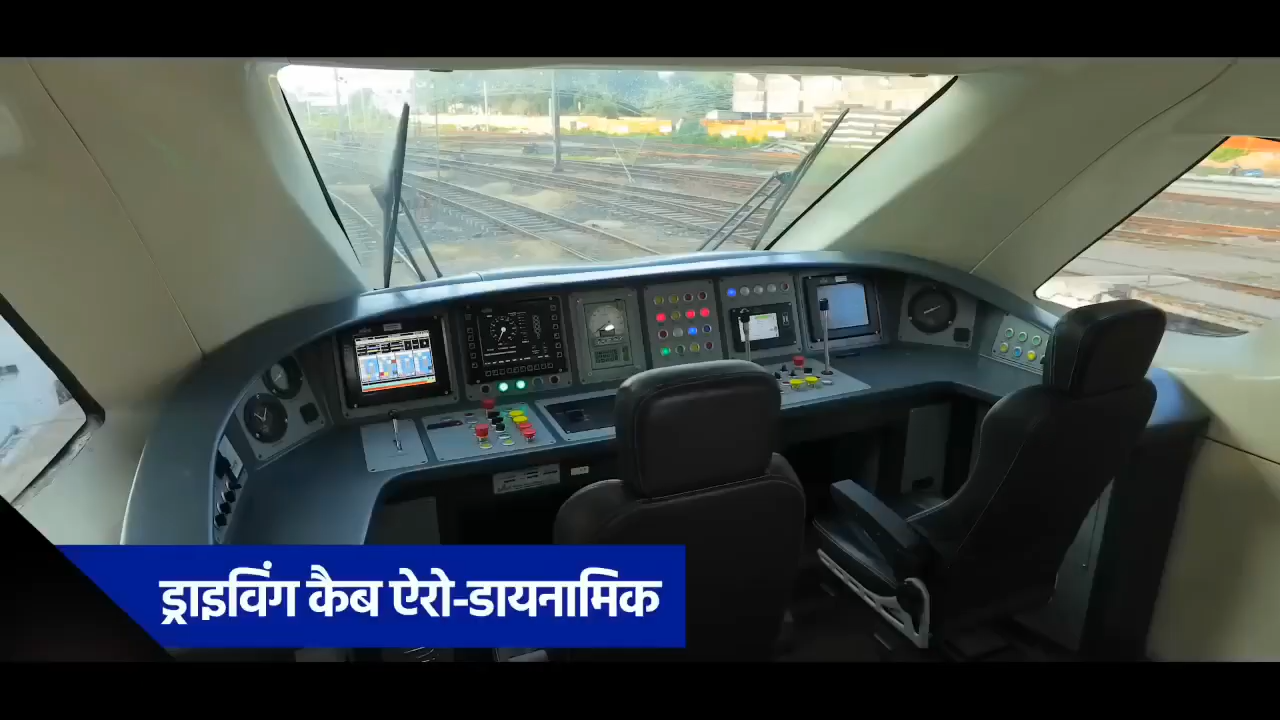 ड्राइविंग कैब ऐरो-डायनामिक